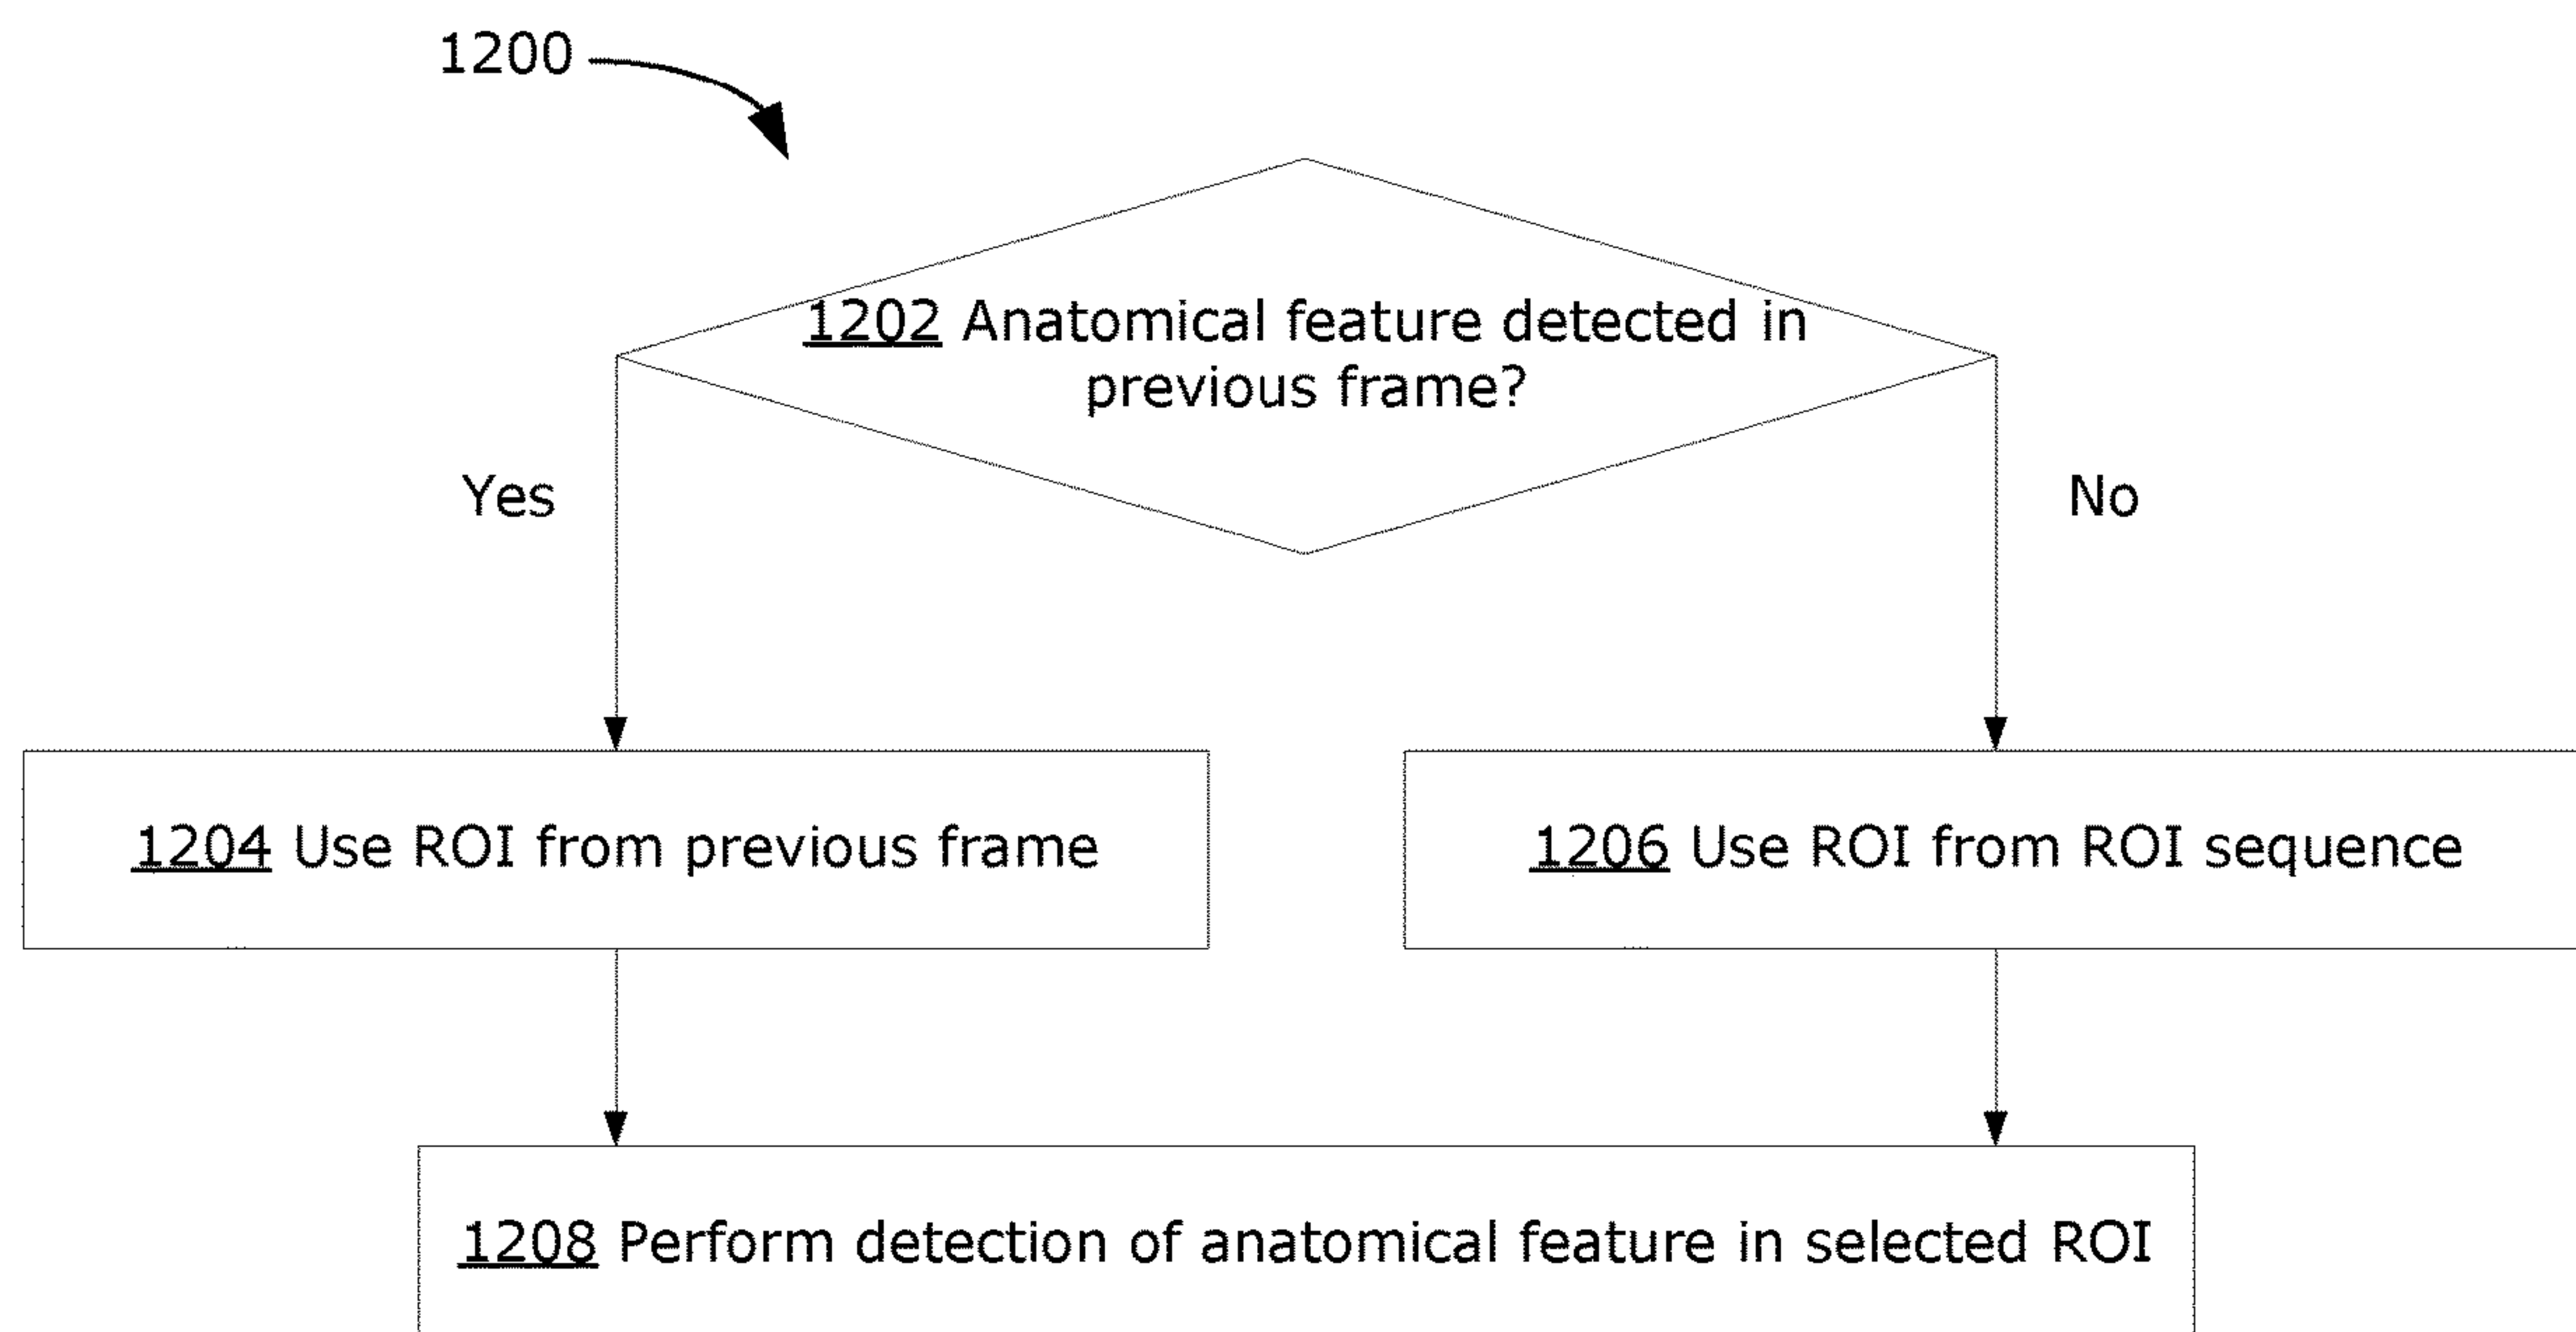 1200
1202 Anatomical feature detected in
previous frame?
Yes
No
1204 Use ROI from previous frame
1206 Use ROI from ROI sequence
1208 Perform detection of anatomical feature in selected ROI